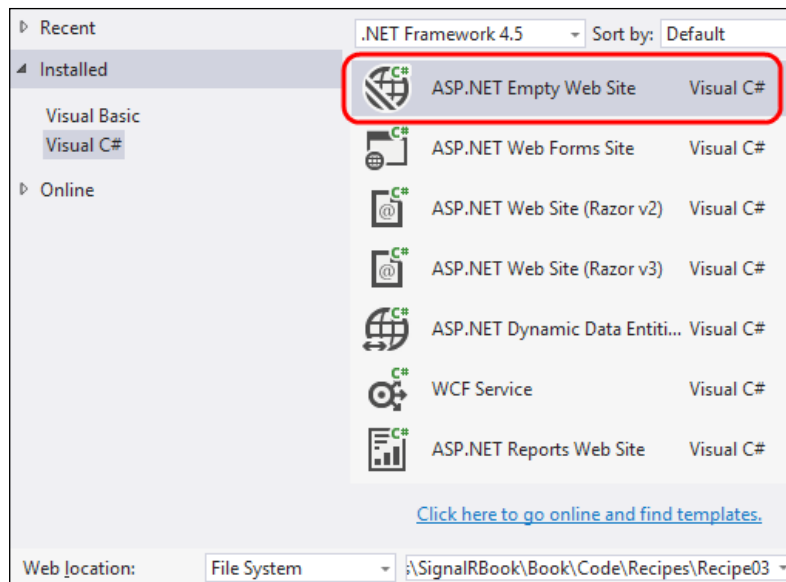 Recent
.NET Framework 4.5 Sort by: Default
Installed
Visual Basic
Visual C#
Online
C# ASP.NET Empty Web Site Visual C#
C# ASP.NET Web Forms Site Visual C#
C# @ ASP.NET Web Site (Razor v2) Visual C#
C# @ ASP.NET Web Site (Razor v3) Visual C#
C# ASP.NET Dynamic Data Entiti... Visual C#
C# WCF Service Visual C#
C# ASP.NET Reports Web Site Visual C#
Click here to go online and find templates.
Web location: File System :\SignalRBook\Book\Code\Recipes\Recipe03